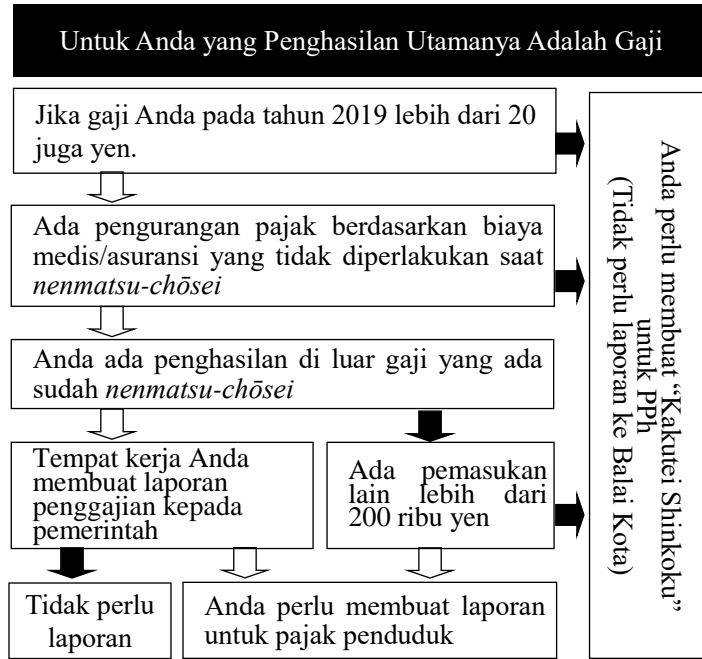 Untuk Anda yang Penghasilan Utamanya Adalah Gaji
Jika gaji Anda pada tahun 2019 lebih dari 20
juga yen.
Ada pengurangan pajak berdasarkan biaya
medis/asuransi yang tidak diperlakukan saat
nenmatsu-chōsei
Anda ada penghasilan di luar gaji yang ada
sudah nenmatsu-chōsei
Tempat kerja Anda
membuat laporan
penggajian kepada
pemerintah
Ada pemasukan
lain lebih dari
200 ribu yen
Tidak perlu
laporan
Anda perlu membuat laporan
untuk pajak penduduk
Anda perlu membuat “Kakutei Shinkoku”
untuk PPh
(Tidak perlu laporan ke Balai Kota)